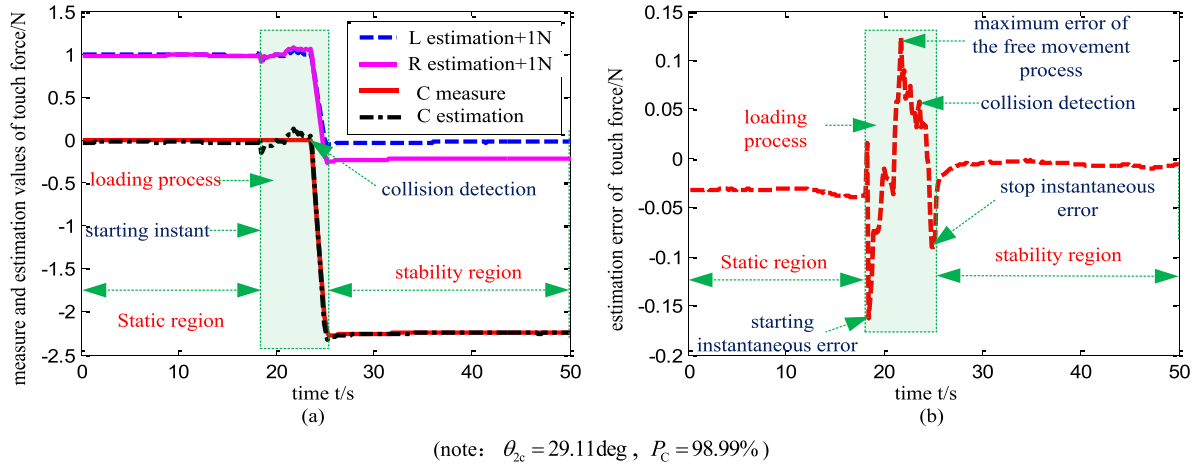 measure and estimation values of touch force/N
1.5
1
0.5
0
-0.5
-1
-1.5
-2
-2.5
0
10
20
30
40
50
time t/s
(a)
L estimation+1N
R estimation+1N
C measure
C estimation
loading process
collision detection
starting instant
stability region
Static region
estimation error of touch force/N
0.15
0.1
0.05
0
-0.05
-0.1
-0.15
-0.2
0
10
20
30
40
50
time t/s
(b)
maximum error of
the free movement
process
collision detection
loading
process
stop instantaneous
error
Static region
stability region
starting
instantaneous error
(note: θ2c = 29.11deg , PC = 98.99% )